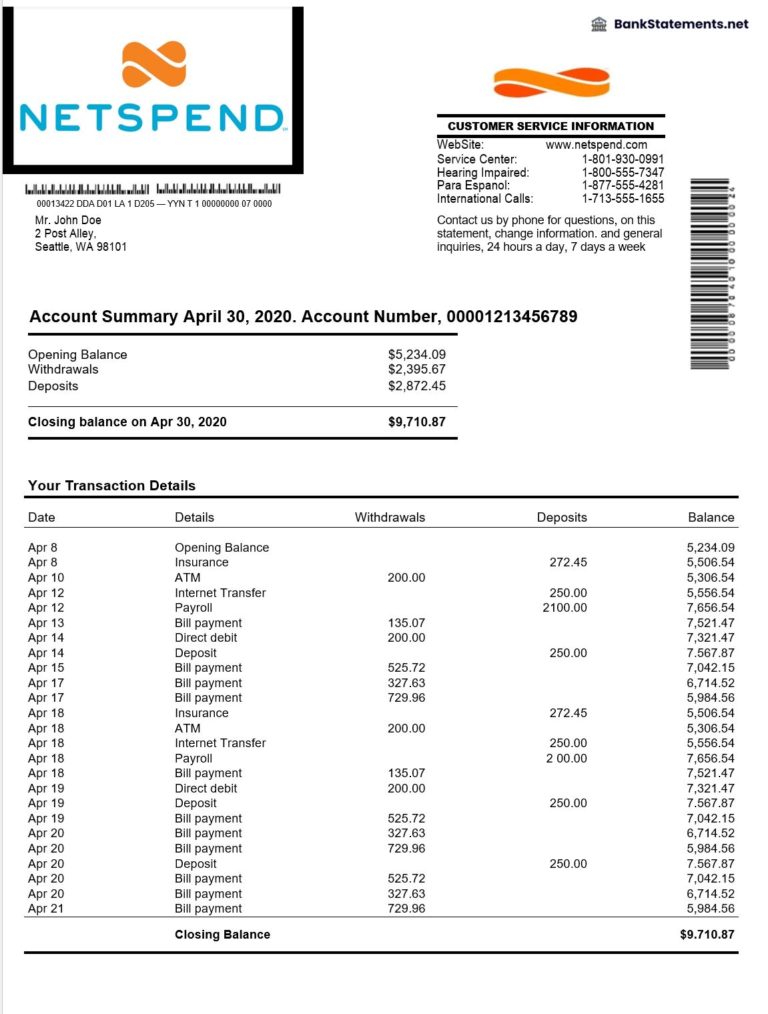 BankStatements.net
NETSPEND
CUSTOMER SERVICE INFORMATION
WebSite: www.netspend.com
Service Center: 1-801-930-0991
Hearing Impaired: 1-800-555-7347
Para Espanol: 1-877-555-4281
International Calls: 1-713-555-1655
00013422 DDA D01 LA 1 D205 — YYN T 1 00000000 07 0000
Mr. John Doe
2 Post Alley,
Seattle, WA 98101
Contact us by phone for questions, on this
statement, change information. and general
inquiries, 24 hours a day, 7 days a week
Account Summary April 30, 2020. Account Number, 00001213456789
Opening Balance $5,234.09
Withdrawals $2,395.67
Deposits $2,872.45
Closing balance on Apr 30, 2020 $9,710.87
Your Transaction Details
Date Details Withdrawals Deposits Balance
Apr 8 Opening Balance 5,234.09
Apr 8 Insurance 272.45 5,506.54
Apr 10 ATM 200.00 5,306.54
Apr 12 Internet Transfer 250.00 5,556.54
Apr 12 Payroll 2100.00 7,656.54
Apr 13 Bill payment 135.07 7,521.47
Apr 14 Direct debit 200.00 7,321.47
Apr 14 Deposit 250.00 7.567.87
Apr 15 Bill payment 525.72 7,042.15
Apr 17 Bill payment 327.63 6,714.52
Apr 17 Bill payment 729.96 5,984.56
Apr 18 Insurance 272.45 5,506.54
Apr 18 ATM 200.00 5,306.54
Apr 18 Internet Transfer 250.00 5,556.54
Apr 18 Payroll 2 00.00 7,656.54
Apr 18 Bill payment 135.07 7,521.47
Apr 19 Direct debit 200.00 7,321.47
Apr 19 Deposit 250.00 7.567.87
Apr 19 Bill payment 525.72 7,042.15
Apr 20 Bill payment 327.63 6,714.52
Apr 20 Bill payment 729.96 5,984.56
Apr 20 Deposit 250.00 7.567.87
Apr 20 Bill payment 525.72 7,042.15
Apr 20 Bill payment 327.63 6,714.52
Apr 21 Bill payment 729.96 5,984.56
Closing Balance $9.710.87